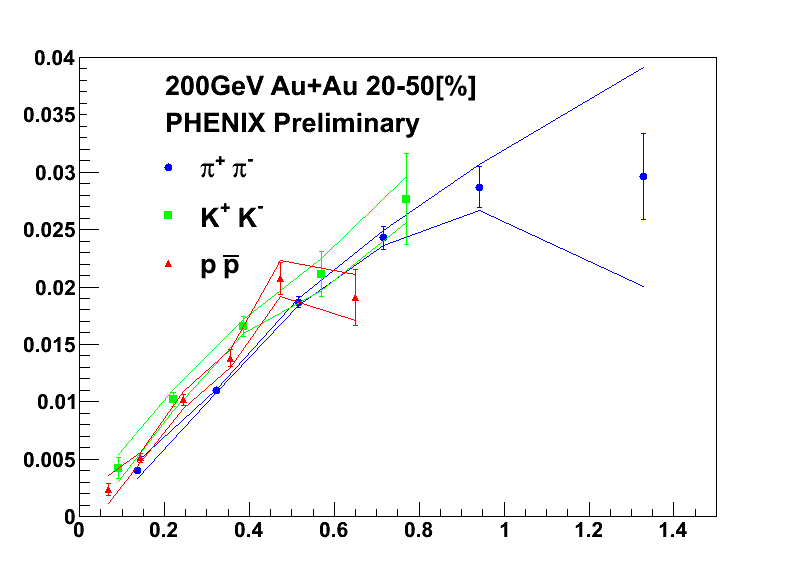 0.04
200GeV Au+Au 20-50[%]
0.035
PHENIX Preliminary
0.03
π⁺ π⁻
0.025
K⁺ K⁻
0.02
p p̅
0.015
0.01
0.005
0
0 0.2 0.4 0.6 0.8 1 1.2 1.4